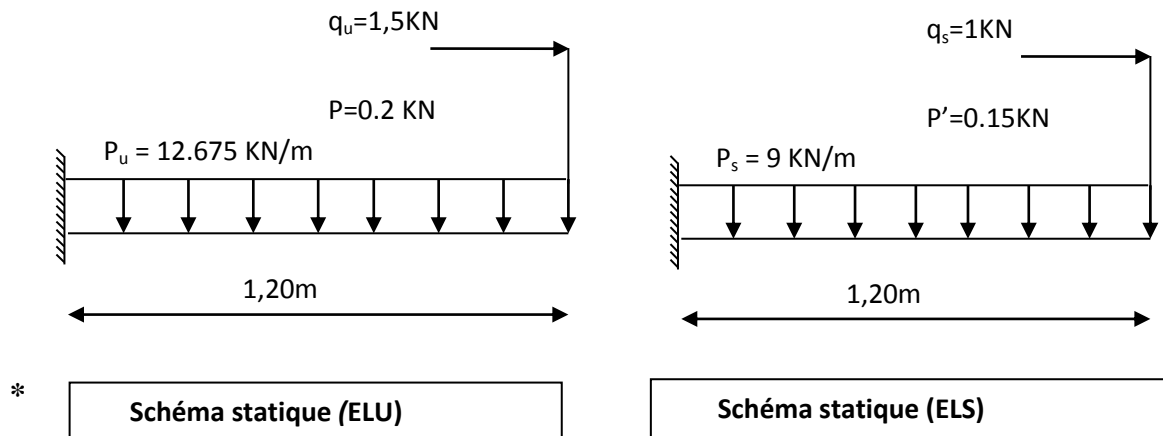 qu=1,5KN
P=0.2 KN
Pu = 12.675 KN/m
1,20m
* Schéma statique (ELU)
qs=1KN
P’=0.15KN
Ps = 9 KN/m
1,20m
Schéma statique (ELS)